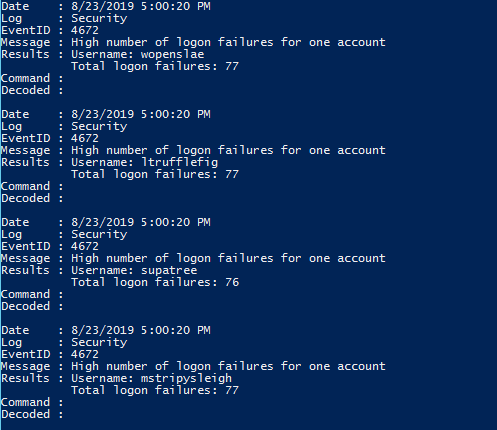 Date    : 8/23/2019 5:00:20 PM
Log     : Security
EventID : 4672
Message : High number of logon failures for one account
Results : Username: wopenslae
          Total logon failures: 77
Command :
Decoded :

Date    : 8/23/2019 5:00:20 PM
Log     : Security
EventID : 4672
Message : High number of logon failures for one account
Results : Username: ltrufflefig
          Total logon failures: 77
Command :
Decoded :

Date    : 8/23/2019 5:00:20 PM
Log     : Security
EventID : 4672
Message : High number of logon failures for one account
Results : Username: supatree
          Total logon failures: 76
Command :
Decoded :

Date    : 8/23/2019 5:00:20 PM
Log     : Security
EventID : 4672
Message : High number of logon failures for one account
Results : Username: mstripysleigh
          Total logon failures: 77
Command :
Decoded :